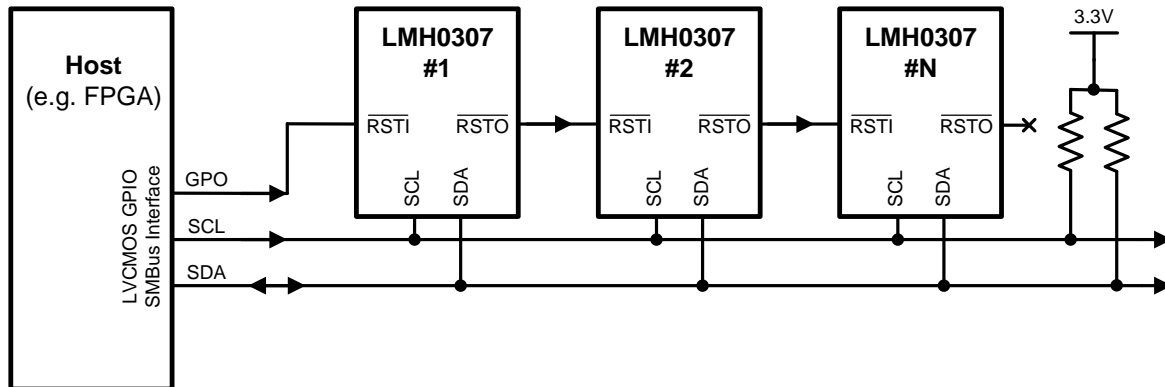 Host
(e.g. FPGA)
LVCMOS GPIO
SMBus Interface
GPO
SCL
SDA
LMH0307
#1
RSTI
RSTO
SCL
SDA
LMH0307
#2
RSTI
RSTO
SCL
SDA
LMH0307
#N
RSTI
RSTO
SCL
SDA
3.3V